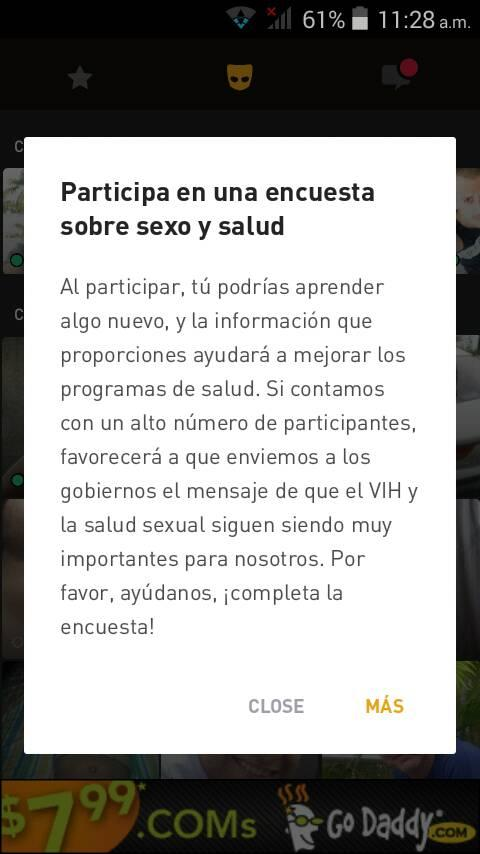 61% 11:28 a.m.
C
Participa en una encuesta
sobre sexo y salud
C
Al participar, tú podrías aprender
algo nuevo, y la información que
proporciones ayudará a mejorar los
programas de salud. Si contamos
con un alto número de participantes,
favorecerá a que enviemos a los
gobiernos el mensaje de que el VIH y
la salud sexual siguen siendo muy
importantes para nosotros. Por
favor, ayúdanos, ¡completa la
encuesta!
CLOSE MÁS
$7.99* .COMs Go Daddy.COM